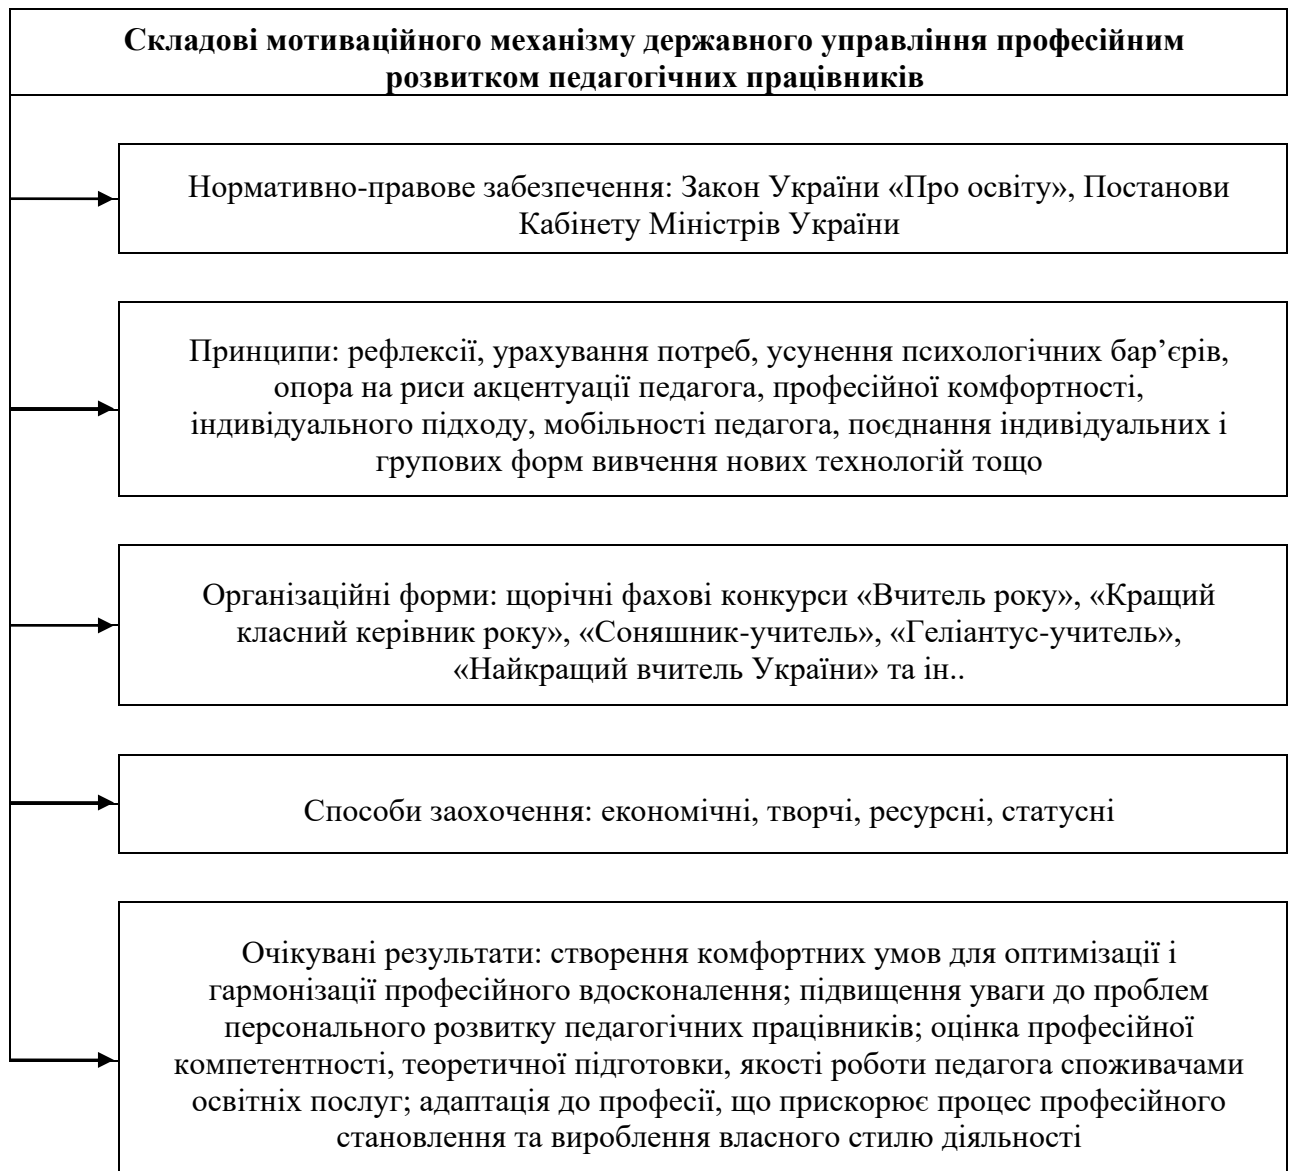 Складові мотиваційного механізму державного управління професійним
розвитком педагогічних працівників
Нормативно-правове забезпечення: Закон України «Про освіту», Постанови
Кабінету Міністрів України
Принципи: рефлексії, урахування потреб, усунення психологічних бар’єрів,
опора на риси акцентуації педагога, професійної комфортності,
індивідуального підходу, мобільності педагога, поєднання індивідуальних і
групових форм вивчення нових технологій тощо
Організаційні форми: щорічні фахові конкурси «Вчитель року», «Кращий
класний керівник року», «Соняшник-учитель», «Геліантус-учитель»,
«Найкращий вчитель України» та ін..
Способи заохочення: економічні, творчі, ресурсні, статусні
Очікувані результати: створення комфортних умов для оптимізації і
гармонізації професійного вдосконалення; підвищення уваги до проблем
персонального розвитку педагогічних працівників; оцінка професійної
компетентності, теоретичної підготовки, якості роботи педагога споживачами
освітніх послуг; адаптація до професії, що прискорює процес професійного
становлення та вироблення власного стилю діяльності